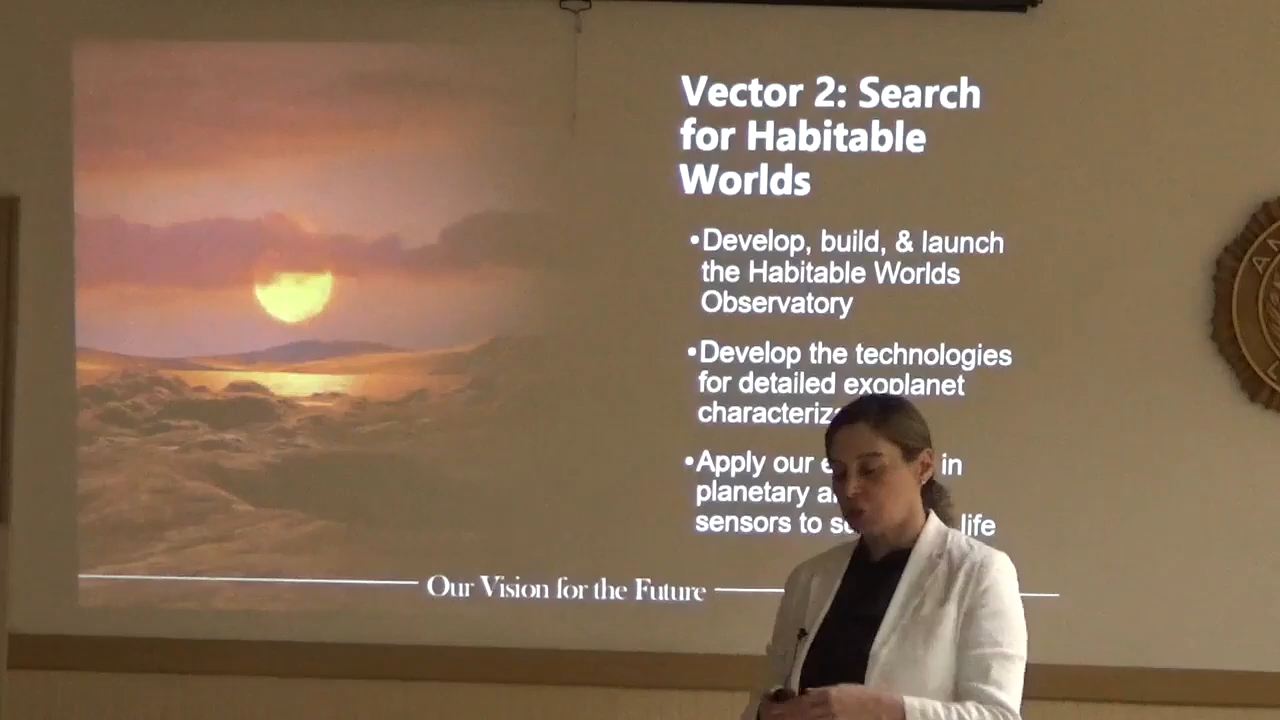 Vector 2: Search
for Habitable
Worlds
•Develop, build, & launch
the Habitable Worlds
Observatory
•Develop the technologies
for detailed exoplanet
•Apply our in
planetary
sensors to life
Our Vision for the Future